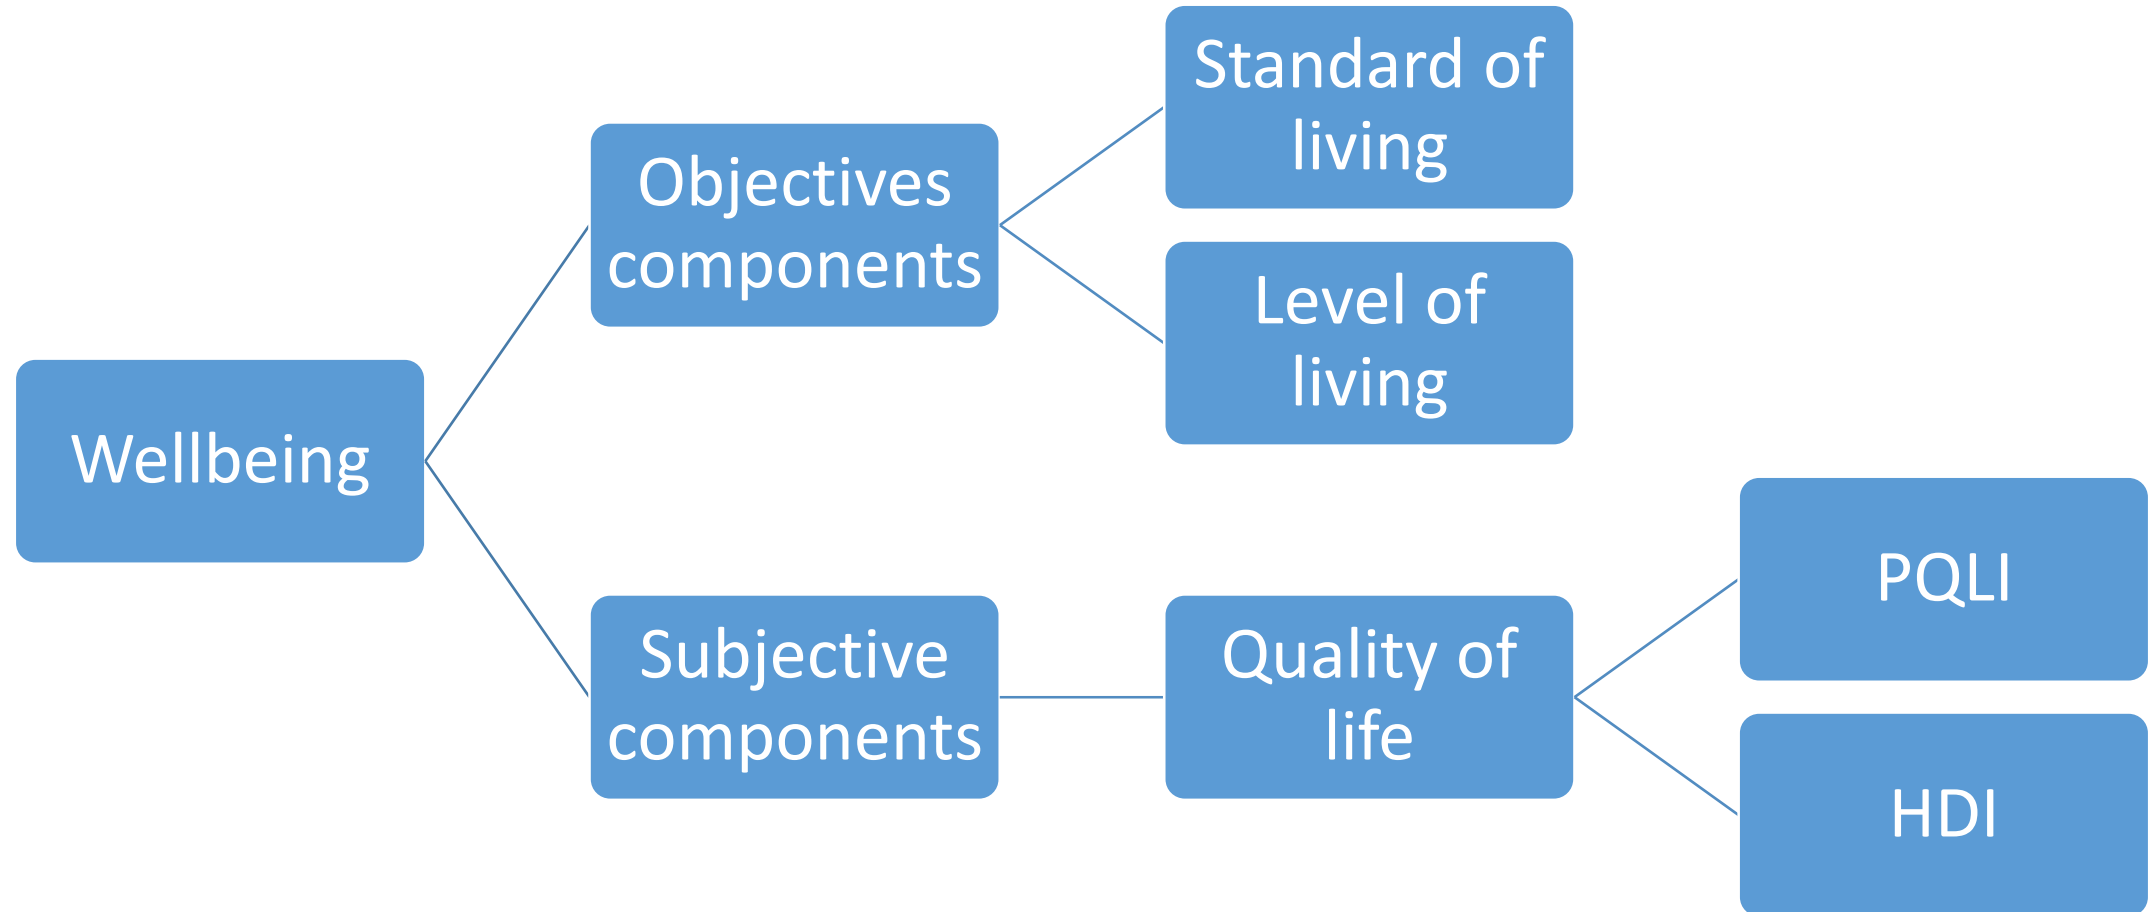 Standard of
living
Objectives
components
Level of
living
Wellbeing
PQLI
Subjective
components
Quality of
life
HDI